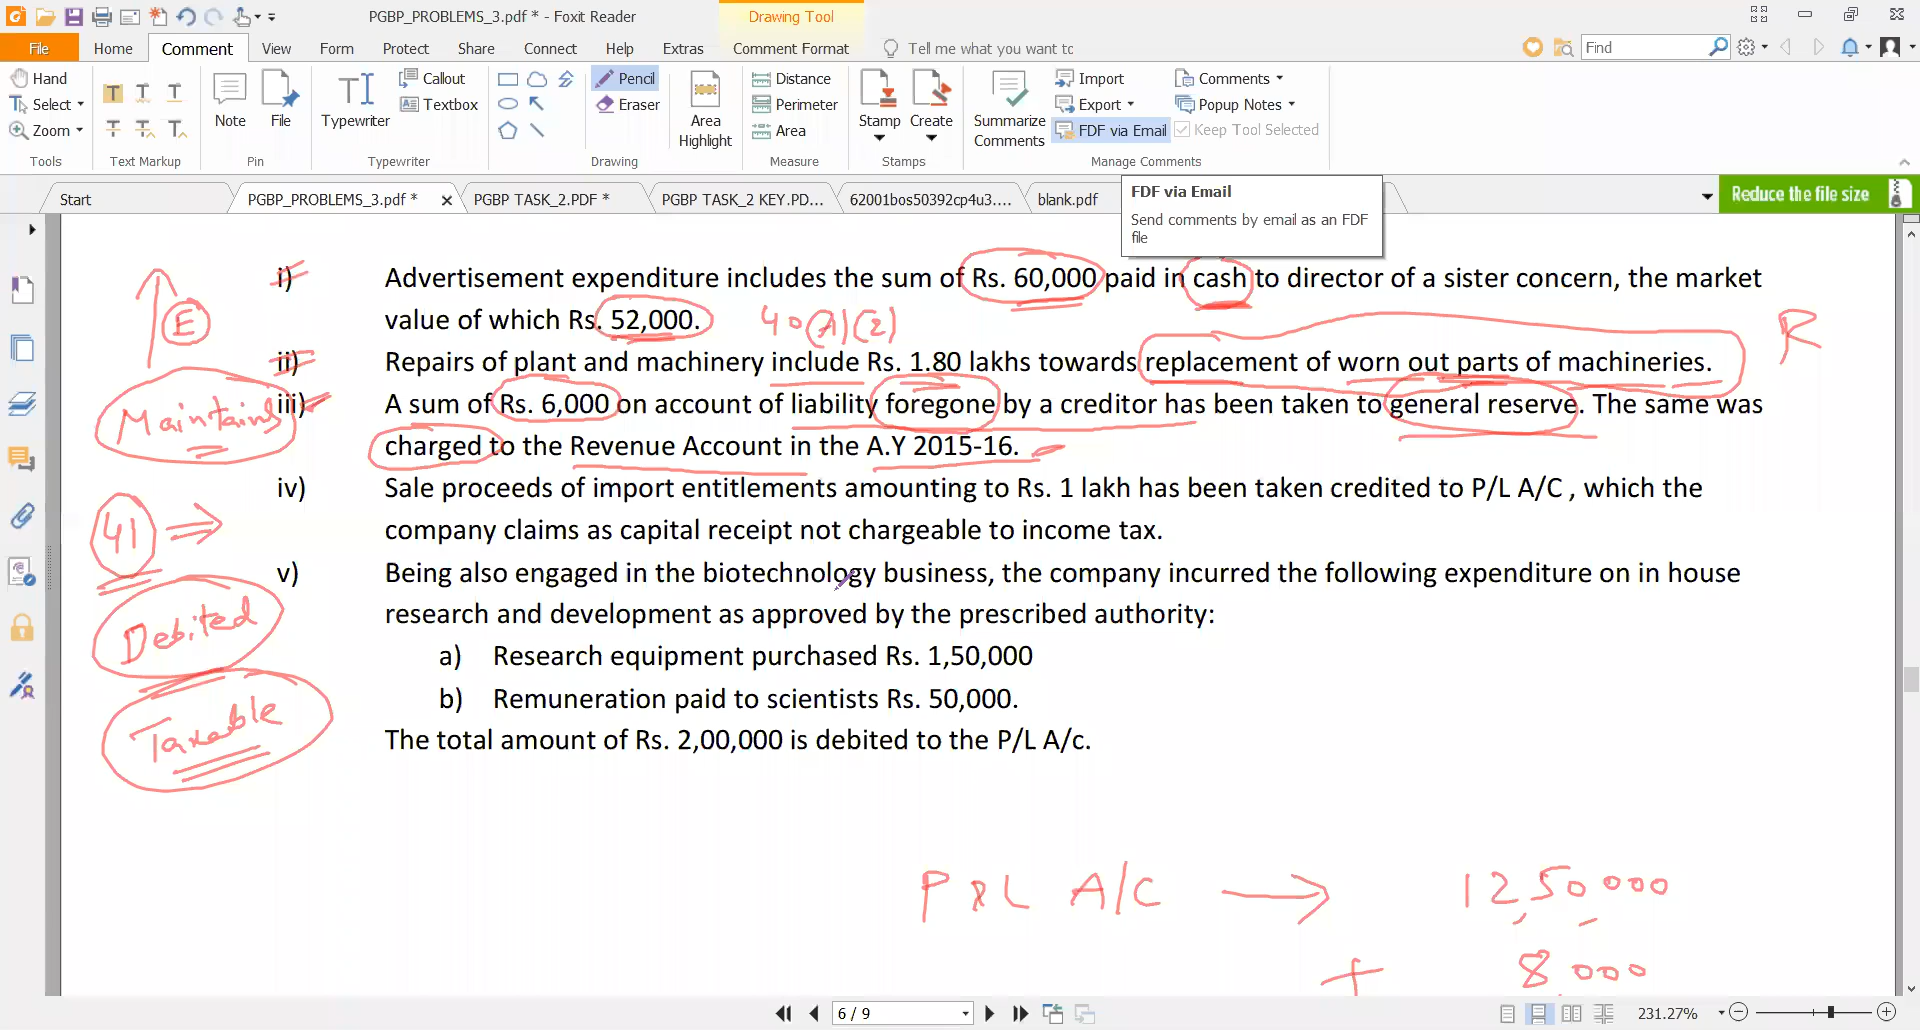 PGBP_PROBLEMS_3.pdf * - Foxit Reader
Drawing Tool
File Home Comment View Form Protect Share Connect Help Extras Comment Format Tell me what you want to Find
Hand
Select
Zoom
Tools
Text Markup
Note
File
Pin
Typewriter
Callout
Textbox
Typewriter
Pencil
Eraser
Drawing
Area Highlight
Distance
Perimeter
Area
Measure
Stamp
Create
Stamps
Summarize Comments
Import
Export
FDF via Email
Comments
Popup Notes
Keep Tool Selected
Manage Comments
Start PGBP_PROBLEMS_3.pdf * PGBP TASK_2.PDF * PGBP TASK_2 KEY.PD... 62001bos50392cp4u3.... blank.pdf
Reduce the file size
FDF via Email
Send comments by email as an FDF
file
i) Advertisement expenditure includes the sum of Rs. 60,000 paid in cash to director of a sister concern, the market
value of which Rs. 52,000. 40(A)(2)
ii) Repairs of plant and machinery include Rs. 1.80 lakhs towards replacement of worn out parts of machineries. R
iii) A sum of Rs. 6,000 on account of liability foregone by a creditor has been taken to general reserve. The same was
charged to the Revenue Account in the A.Y 2015-16.
iv) Sale proceeds of import entitlements amounting to Rs. 1 lakh has been taken credited to P/L A/C , which the
company claims as capital receipt not chargeable to income tax.
v) Being also engaged in the biotechnology business, the company incurred the following expenditure on in house
research and development as approved by the prescribed authority:
a) Research equipment purchased Rs. 1,50,000
b) Remuneration paid to scientists Rs. 50,000.
The total amount of Rs. 2,00,000 is debited to the P/L A/c.
E
Maintains
41 ⇒
Debited
Taxable
P & L A/C → 12,50,000
+ 8,000
6 / 9
231.27%